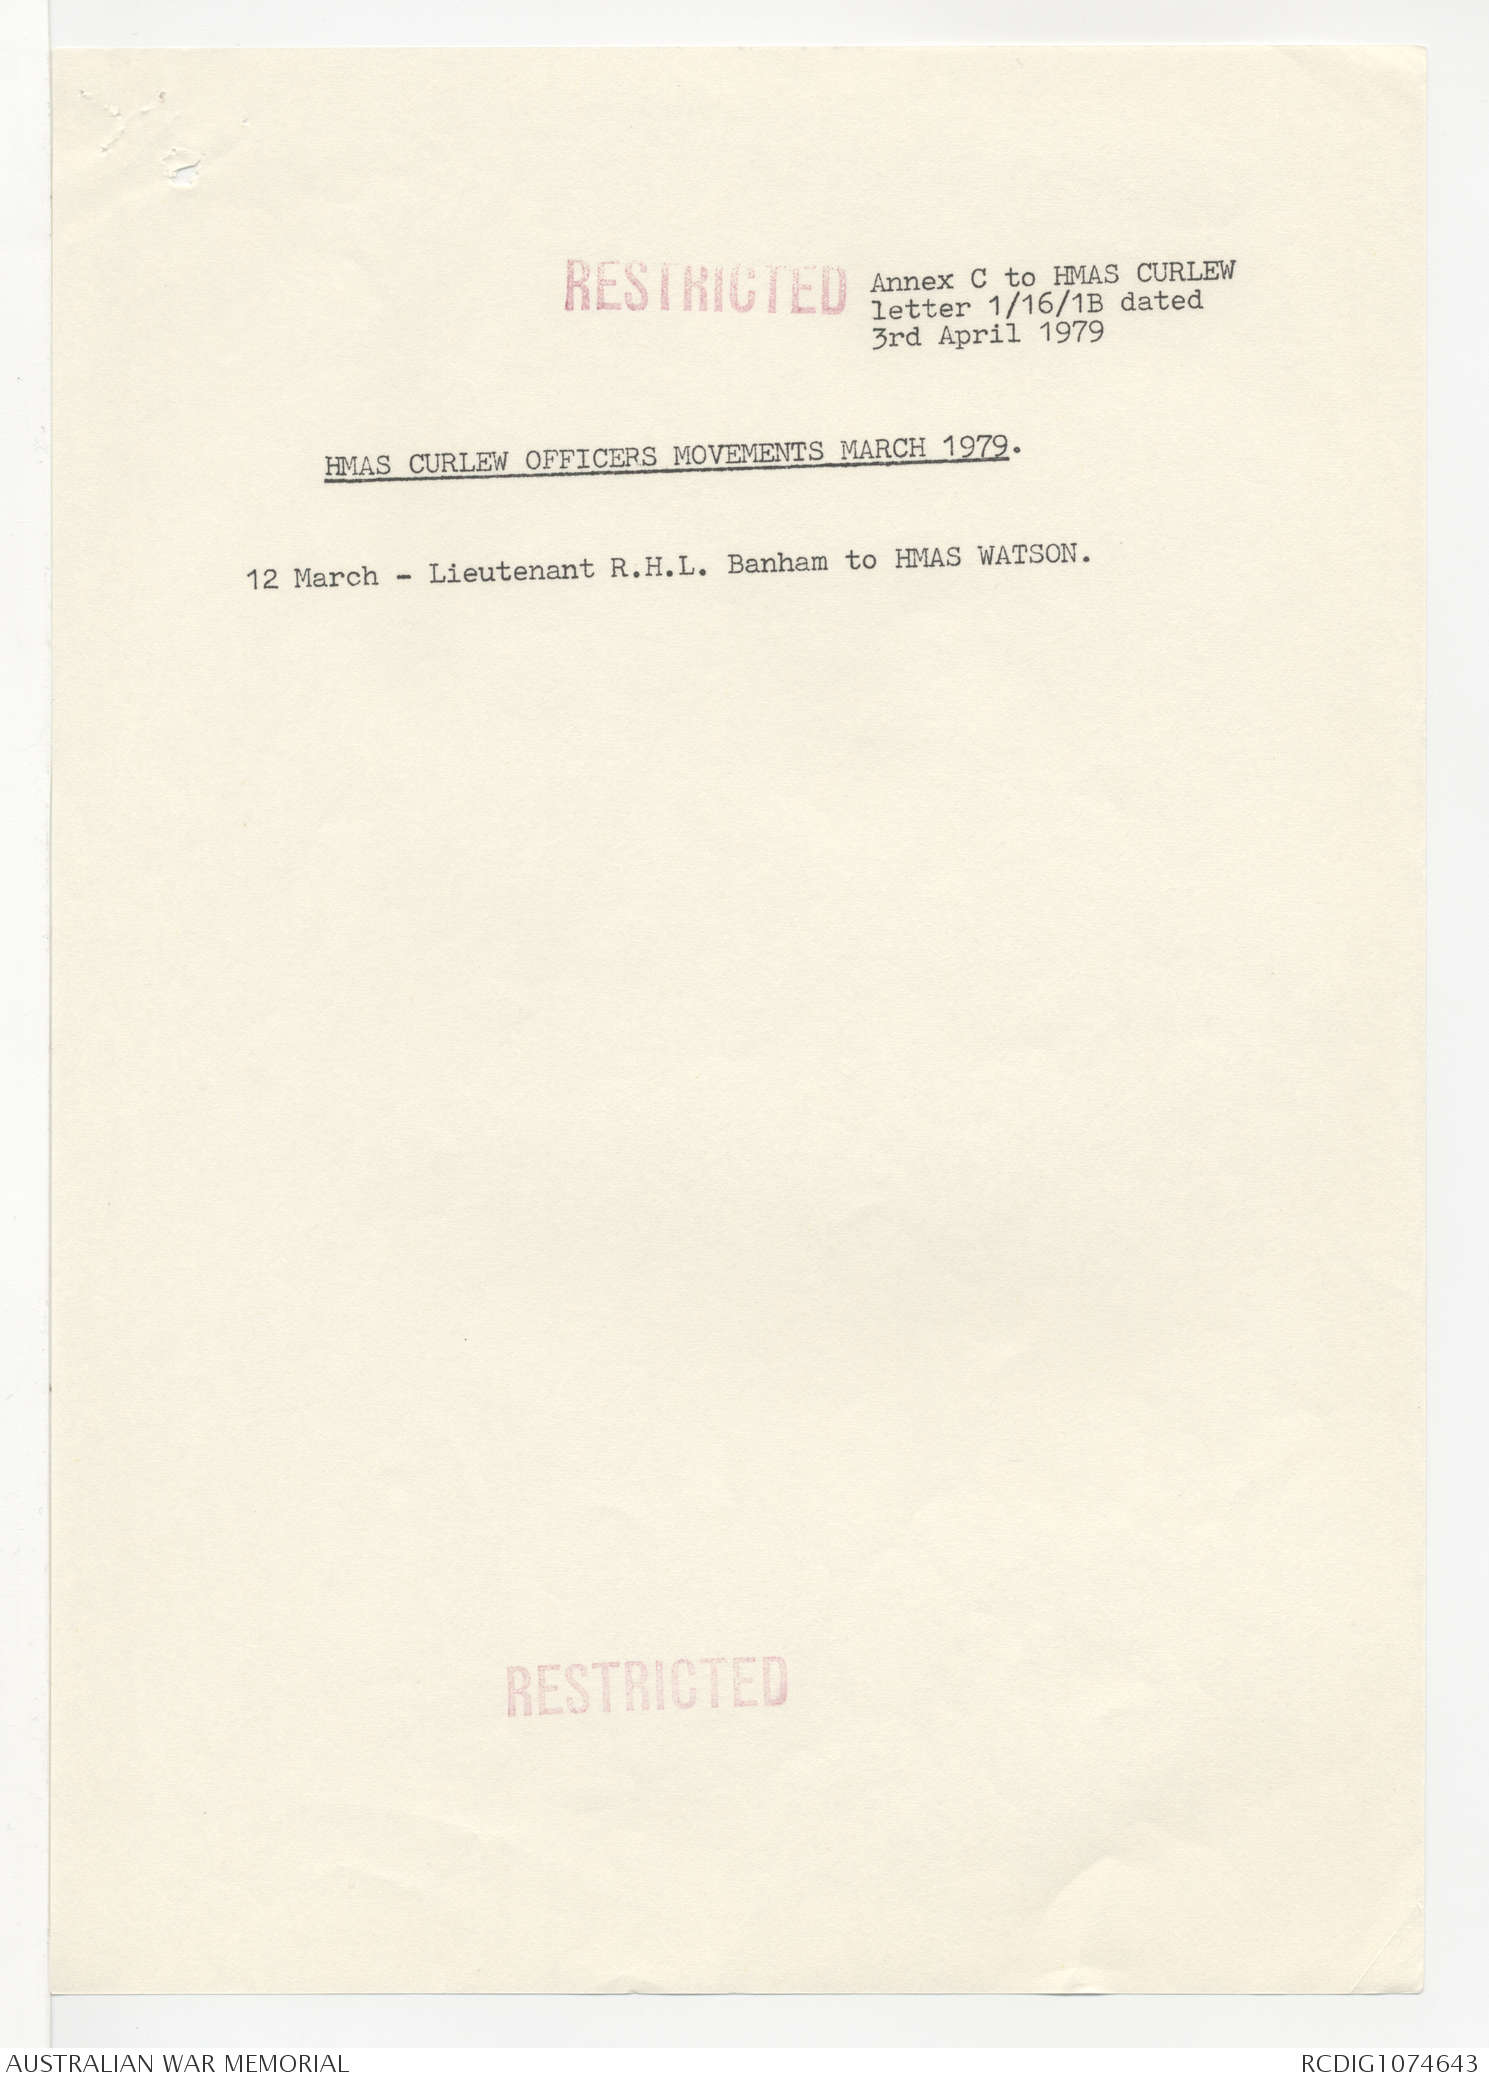 RESTRICTED
Annex C to HMAS CURLEW
letter 1/16/1B dated
3rd April 1979
HMAS CURLEW OFFICERS MOVEMENTS MARCH 1979.
12 March - Lieutenant R.H.L. Banham to HMAS WATSON.
RESTRICTED
AUSTRALIAN WAR MEMORIAL
RCDIG1074643